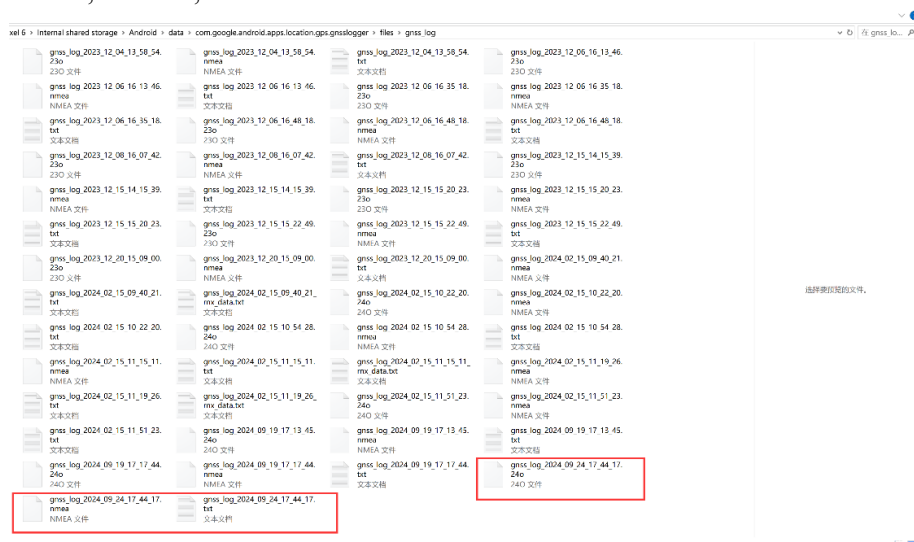 xel 6 › Internal shared storage › Android › data › com.google.android.apps.location.gps.gnsslogger › files › gnss_log
gnss lo...
gnss_log_2023_12_04_13_58_54.
23o
23O 文件
gnss_log_2023_12_04_13_58_54.
nmea
NMEA 文件
gnss_log_2023_12_04_13_58_54.
txt
文本文档
gnss_log_2023_12_06_16_13_46.
23o
23O 文件
gnss_log_2023_12_06_16_13_46.
nmea
NMEA 文件
gnss_log_2023_12_06_16_13_46.
txt
文本文档
gnss_log_2023_12_06_16_35_18.
23o
23O 文件
gnss_log_2023_12_06_16_35_18.
nmea
NMEA 文件
gnss_log_2023_12_06_16_35_18.
txt
文本文档
gnss_log_2023_12_06_16_48_18.
23o
23O 文件
gnss_log_2023_12_06_16_48_18.
nmea
NMEA 文件
gnss_log_2023_12_06_16_48_18.
txt
文本文档
gnss_log_2023_12_08_16_07_42.
23o
23O 文件
gnss_log_2023_12_08_16_07_42.
nmea
NMEA 文件
gnss_log_2023_12_08_16_07_42.
txt
文本文档
gnss_log_2023_12_15_14_15_39.
23o
23O 文件
gnss_log_2023_12_15_14_15_39.
nmea
NMEA 文件
gnss_log_2023_12_15_14_15_39.
txt
文本文档
gnss_log_2023_12_15_15_20_23.
23o
23O 文件
gnss_log_2023_12_15_15_20_23.
nmea
NMEA 文件
gnss_log_2023_12_15_15_20_23.
txt
文本文档
gnss_log_2023_12_15_15_22_49.
23o
23O 文件
gnss_log_2023_12_15_15_22_49.
nmea
NMEA 文件
gnss_log_2023_12_15_15_22_49.
txt
文本文档
gnss_log_2023_12_20_15_09_00.
23o
23O 文件
gnss_log_2023_12_20_15_09_00.
nmea
NMEA 文件
gnss_log_2023_12_20_15_09_00.
txt
文本文档
gnss_log_2024_02_15_09_40_21.
nmea
NMEA 文件
gnss_log_2024_02_15_09_40_21.
txt
文本文档
gnss_log_2024_02_15_09_40_21_
rnx_data.txt
文本文档
gnss_log_2024_02_15_10_22_20.
24o
24O 文件
gnss_log_2024_02_15_10_22_20.
nmea
NMEA 文件
gnss_log_2024_02_15_10_22_20.
txt
文本文档
gnss_log_2024_02_15_10_54_28.
24o
24O 文件
gnss_log_2024_02_15_10_54_28.
nmea
NMEA 文件
gnss_log_2024_02_15_10_54_28.
txt
文本文档
gnss_log_2024_02_15_11_15_11.
nmea
NMEA 文件
gnss_log_2024_02_15_11_15_11.
txt
文本文档
gnss_log_2024_02_15_11_15_11_
rnx_data.txt
文本文档
gnss_log_2024_02_15_11_19_26.
nmea
NMEA 文件
gnss_log_2024_02_15_11_19_26.
txt
文本文档
gnss_log_2024_02_15_11_19_26_
rnx_data.txt
文本文档
gnss_log_2024_02_15_11_51_23.
24o
24O 文件
gnss_log_2024_02_15_11_51_23.
nmea
NMEA 文件
gnss_log_2024_02_15_11_51_23.
txt
文本文档
gnss_log_2024_09_19_17_13_45.
24o
24O 文件
gnss_log_2024_09_19_17_13_45.
nmea
NMEA 文件
gnss_log_2024_09_19_17_13_45.
txt
文本文档
gnss_log_2024_09_19_17_17_44.
24o
24O 文件
gnss_log_2024_09_19_17_17_44.
nmea
NMEA 文件
gnss_log_2024_09_19_17_17_44.
txt
文本文档
gnss_log_2024_09_24_17_44_17.
24o
24O 文件
gnss_log_2024_09_24_17_44_17.
nmea
NMEA 文件
gnss_log_2024_09_24_17_44_17.
txt
文本文档
选择要预览的文件。